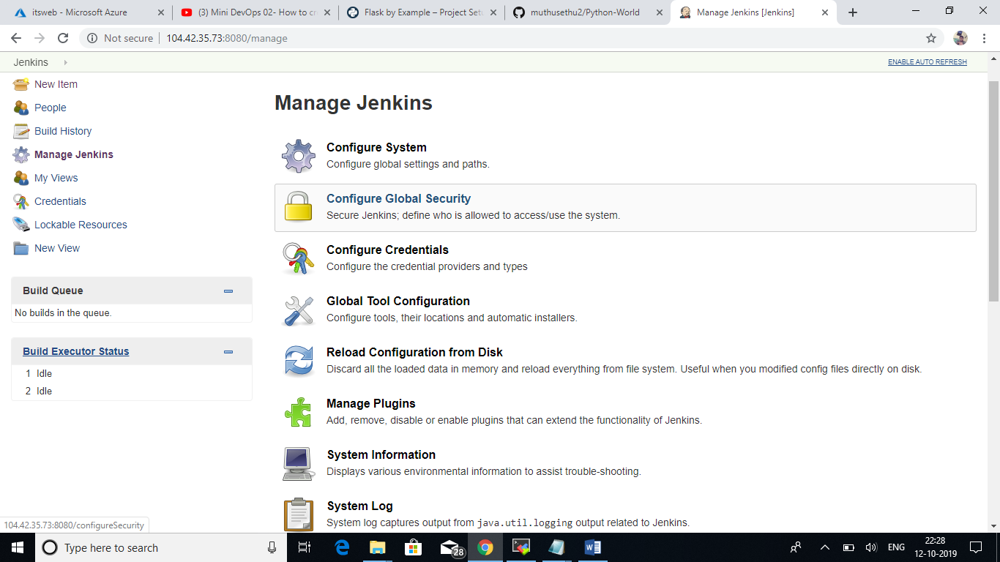 itsweb - Microsoft Azure
(3) Mini DevOps 02- How to cr
Flask by Example – Project Setu
muthusethu2/Python-World
Manage Jenkins [Jenkins]
Not secure
104.42.35.73:8080/manage
Jenkins
ENABLE AUTO REFRESH
New Item
People
Build History
Manage Jenkins
My Views
Credentials
Lockable Resources
New View
Build Queue
No builds in the queue.
Build Executor Status
1 Idle
2 Idle
Manage Jenkins
Configure System
Configure global settings and paths.
Configure Global Security
Secure Jenkins; define who is allowed to access/use the system.
Configure Credentials
Configure the credential providers and types
Global Tool Configuration
Configure tools, their locations and automatic installers.
Reload Configuration from Disk
Discard all the loaded data in memory and reload everything from file system. Useful when you modified config files directly on disk.
Manage Plugins
Add, remove, disable or enable plugins that can extend the functionality of Jenkins.
System Information
Displays various environmental information to assist trouble-shooting.
System Log
System log captures output from java.util.logging output related to Jenkins.
104.42.35.73:8080/configureSecurity
Type here to search
28
ENG
22:28
12-10-2019